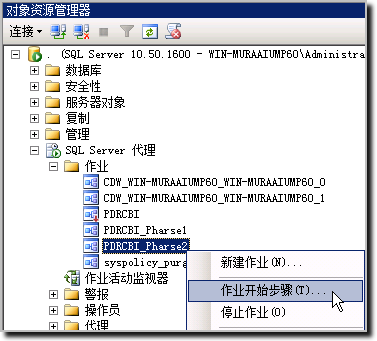 对象资源管理器
连接
. (SQL Server 10.50.1600 - WIN-MURAAIUMP60\Administra
数据库
安全性
服务器对象
复制
管理
SQL Server 代理
作业
CDW_WIN-MURAAIUMP60_WIN-MURAAIUMP60_0
CDW_WIN-MURAAIUMP60_WIN-MURAAIUMP60_1
PDRCBI
PDRCBI_Pharse1
PDRCBI_Pharse2
syspolicy_purg
作业活动监视器
警报
操作员
代理
新建作业(N)...
作业开始步骤(T)...
停止作业(O)